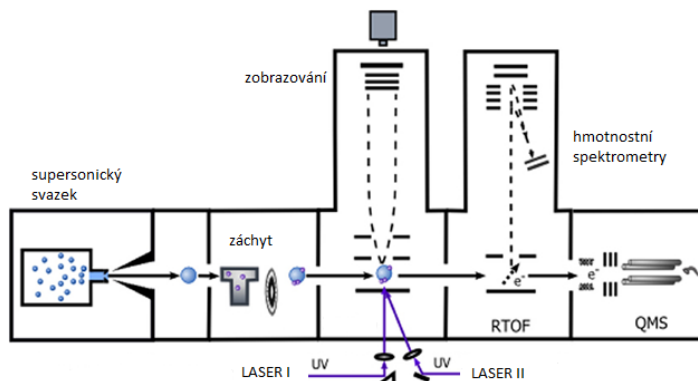 zobrazování
hmotnostní
spektrometry
supersonický
svazek
záchyt
e-
e-
RTOF
QMS
UV
LASER I
UV
LASER II